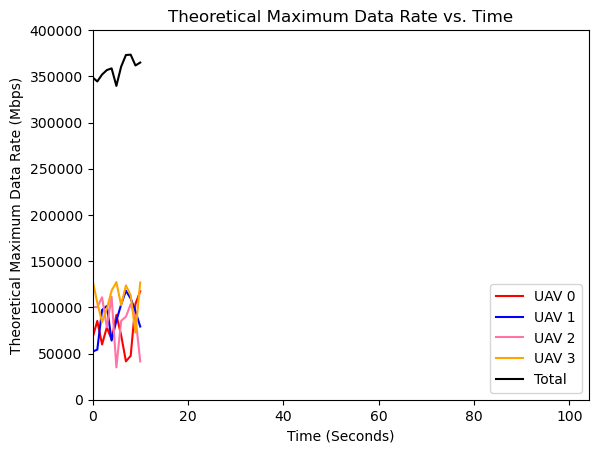 Theoretical Maximum Data Rate vs. Time
Theoretical Maximum Data Rate (Mbps)
400000
350000
300000
250000
200000
150000
100000
50000
0
0 20 40 60 80 100
Time (Seconds)
UAV 0
UAV 1
UAV 2
UAV 3
Total